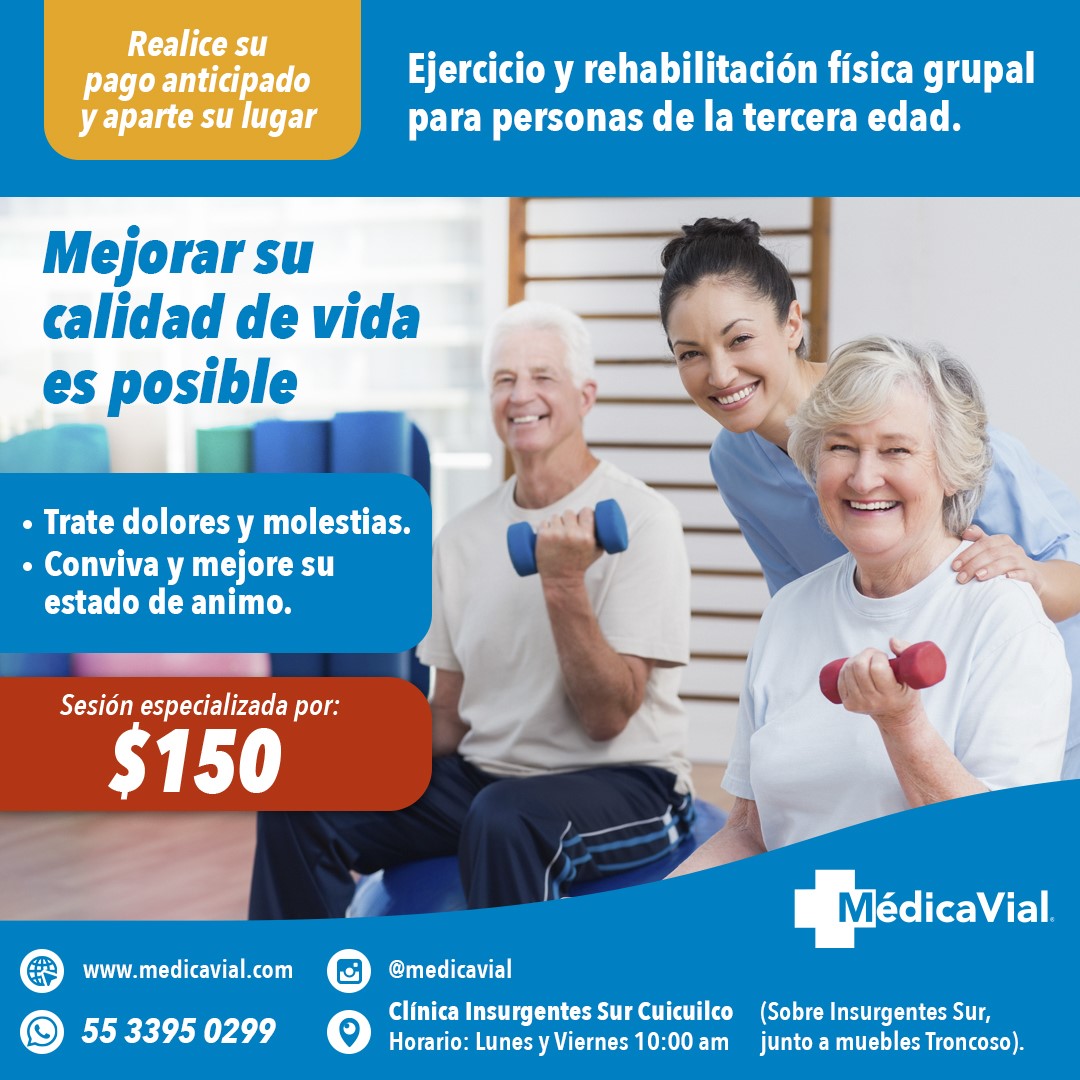 Realice su
pago anticipado
y aparte su lugar
Ejercicio y rehabilitación física grupal
para personas de la tercera edad.
Mejorar su
calidad de vida
es posible
• Trate dolores y molestias.
• Conviva y mejore su
estado de animo.
Sesión especializada por:
$150
MédicaVial®
www.medicavial.com
@medicavial
55 3395 0299
Clínica Insurgentes Sur Cuicuilco
Horario: Lunes y Viernes 10:00 am
(Sobre Insurgentes Sur,
junto a muebles Troncoso).